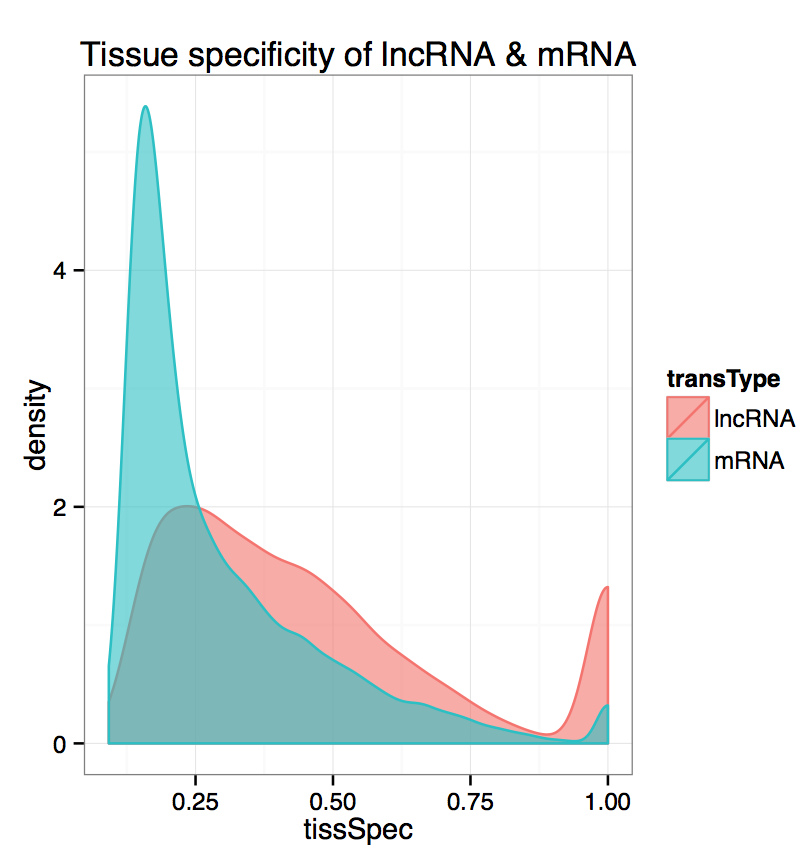 Tissue specificity of lncRNA & mRNA
density
4
2
0
0.25 0.50 0.75 1.00
tissSpec
transType
lncRNA
mRNA